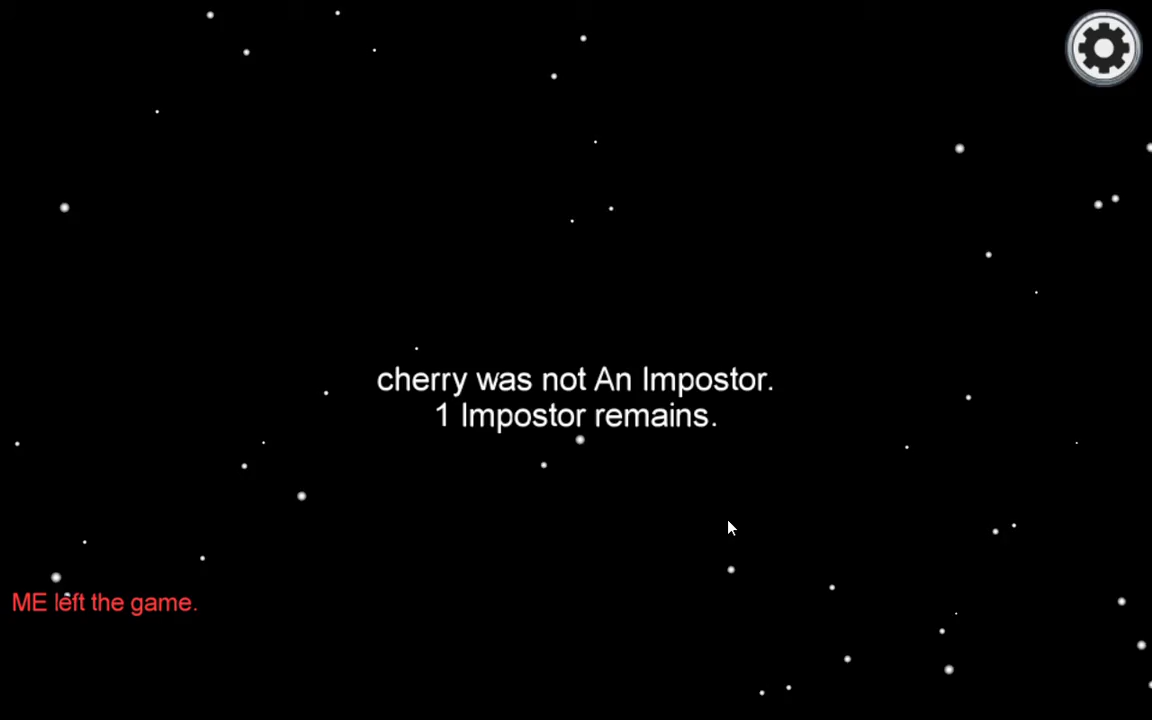 cherry was not An Impostor.
1 Impostor remains.
ME left the game.